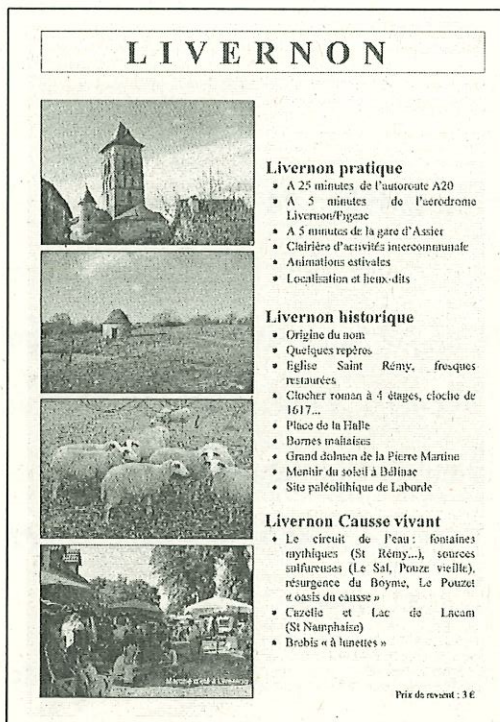 LIVERNON
Livernon pratique
• A 25 minutes de l'autoroute A20
• A 5 minutes de l'aérodrome
Livernon/Figeac
• A 5 minutes de la gare d'Assier
• Clairière d'activités intercommunale
• Animations estivales
• Localisation et lieux-dits
Livernon historique
• Origine du nom
• Quelques repères
• Eglise Saint Rémy, fresques
restaurées
• Clocher roman à 4 étages, cloche de
1617...
• Place de la Halle
• Bornes maltaises
• Grand dolmen de la Pierre Martine
• Menhir du soleil à Bélinac
• Site paléolithique de Laborde
Livernon Causse vivant
• Le circuit de l'eau : fontaines
mythiques (St Rémy...), sources
sulfureuses (Le Sal, Pouze vieille),
résurgence du Boyme, Le Pouzet
« oasis du causse »
• Cazelle et Lac de Lacam
(St Namphaise)
• Brebis « à lunettes »
Marché d'été à Livernon
Prix de revient : 3 €